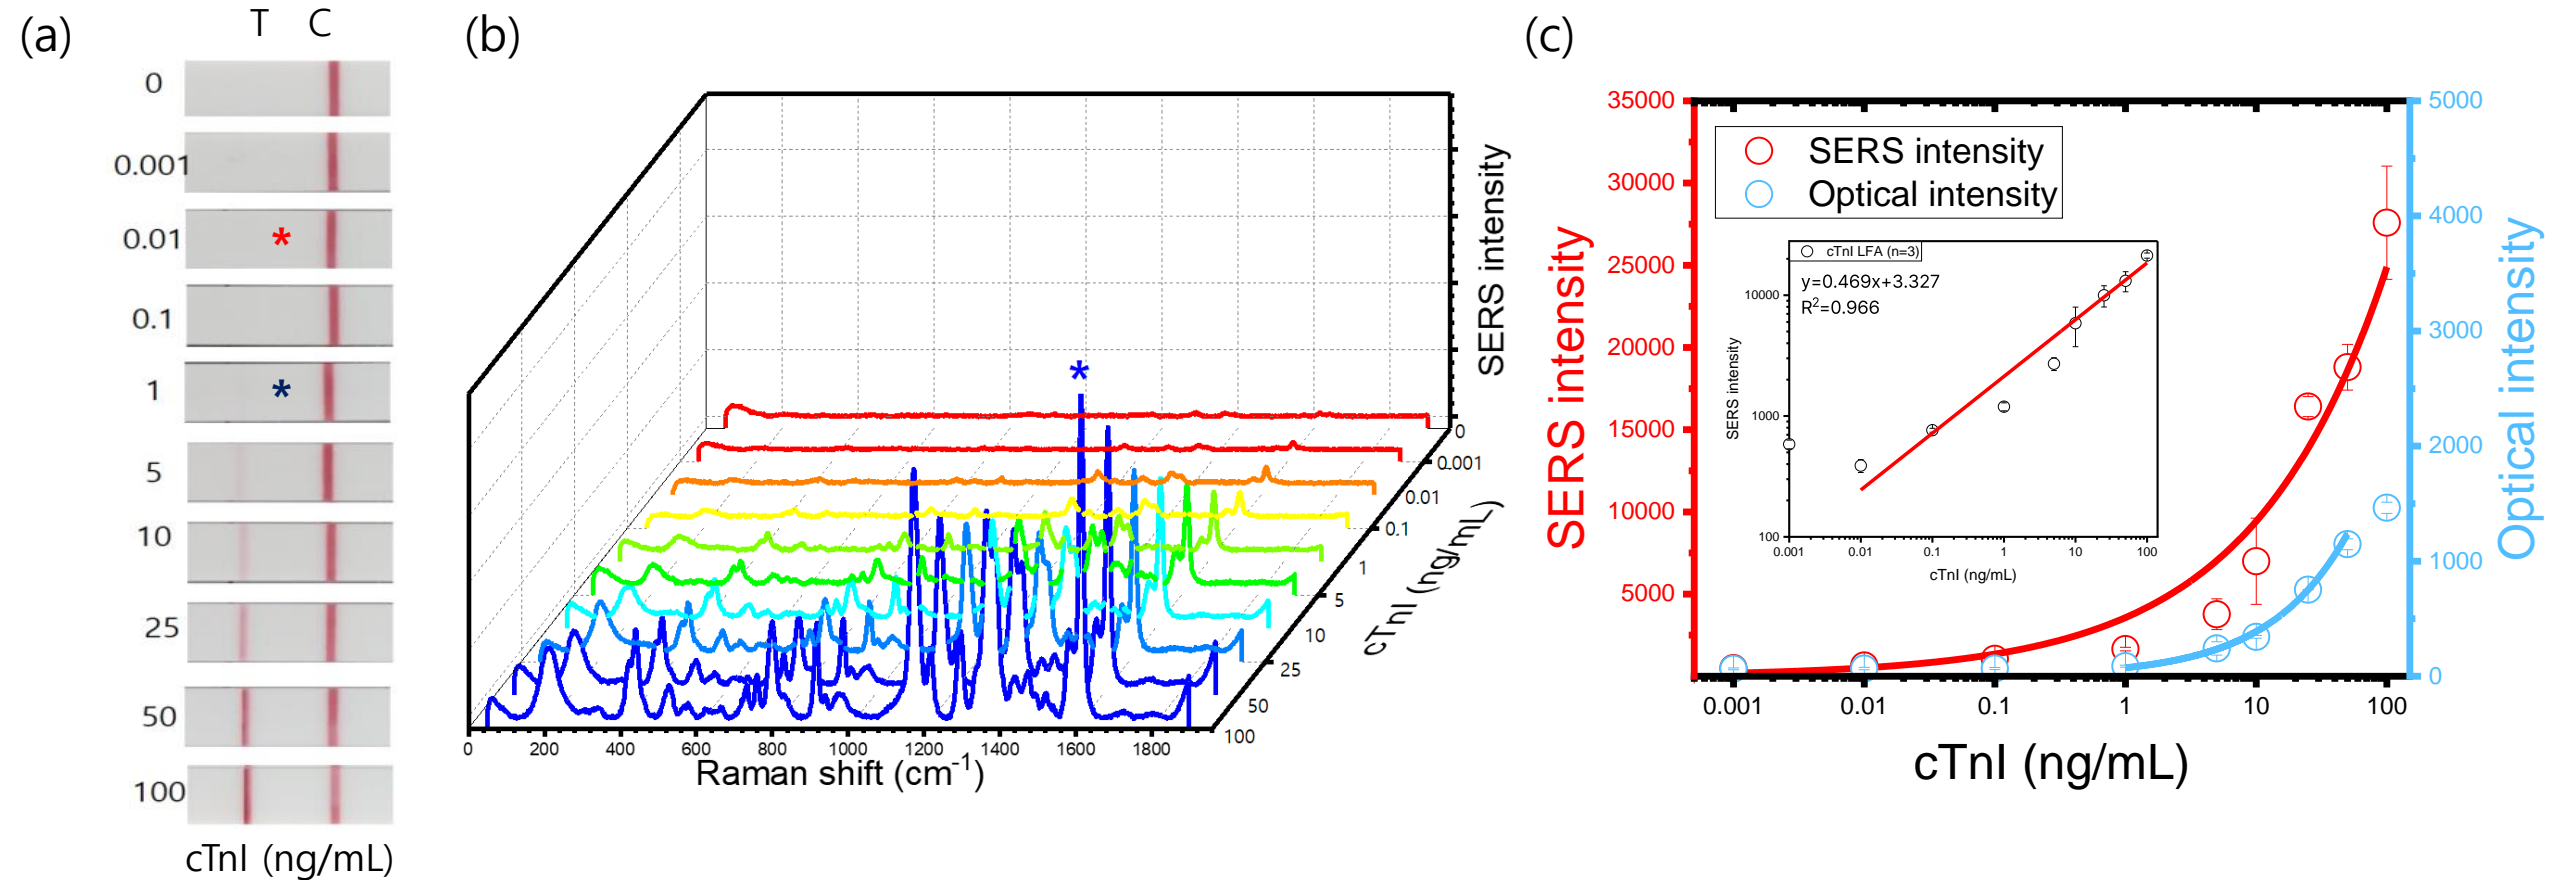 (a)
T C
0
0.001
0.01
*
0.1
1
*
5
10
25
50
100
cTnI (ng/mL)
(b)
*
SERS intensity
0
0.001
0.01
0.1
1
5
10
25
50
100
cTnI (ng/mL)
0 200 400 600 800 1000 1200 1400 1600 1800
Raman shift (cm-1)
(c)
35000
30000
25000
20000
15000
10000
5000
SERS intensity
SERS intensity
Optical intensity
cTnI LFA (n=3)
y=0.469x+3.327
R2=0.966
10000
1000
100
SERS intensity
0.001 0.01 0.1 1 10 100
cTnI (ng/mL)
5000
4000
3000
2000
1000
0
Optical intensity
0.001 0.01 0.1 1 10 100
cTnI (ng/mL)